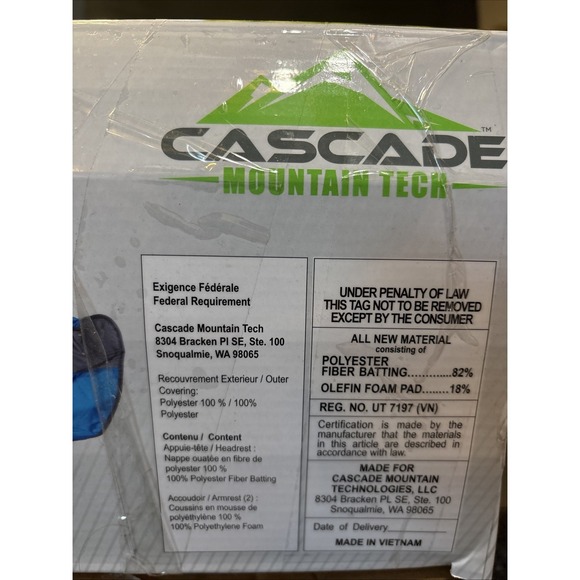 CASCADE™
MOUNTAIN TECH
Exigence Fédérale
Federal Requirement
Cascade Mountain Tech
8304 Bracken Pl SE, Ste. 100
Snoqualmie, WA 98065
Recouvrement Exterieur / Outer
Covering:
Polyester 100 % / 100%
Polyester
Contenu / Content
Appuie-tête / Headrest :
Nappe ouatée en fibre de
polyester 100 %
100% Polyester Fiber Batting
Accoudoir / Armrest (2) :
Coussins en mousse de
polyéthylène 100 %
100% Polyethylene Foam
UNDER PENALTY OF LAW
THIS TAG NOT TO BE REMOVED
EXCEPT BY THE CONSUMER
ALL NEW MATERIAL
consisting of
POLYESTER
FIBER BATTING............82%
OLEFIN FOAM PAD........18%
REG. NO. UT 7197 (VN)
Certification is made by the
manufacturer that the materials
in this article are described in
accordance with law.
MADE FOR
CASCADE MOUNTAIN
TECHNOLOGIES, LLC
8304 Bracken PL SE, Ste. 100
Snoqualmie, WA 98065
Date of Delivery
MADE IN VIETNAM